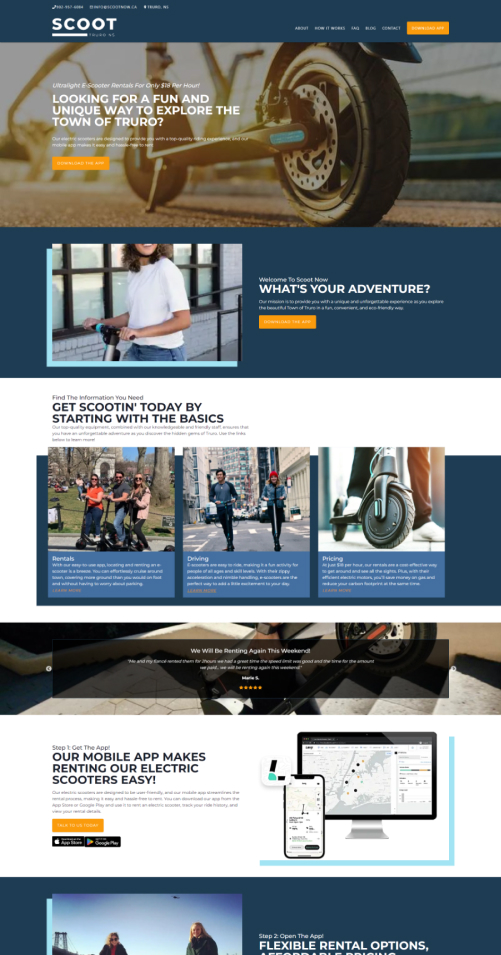 902-957-0084 INFO@SCOOTNOW.CA TRURO, NS
SCOOT
TRURO NS
ABOUT HOW IT WORKS FAQ BLOG CONTACT DOWNLOAD APP
Ultralight E-Scooter Rentals For Only $18 Per Hour!
LOOKING FOR A FUN AND
UNIQUE WAY TO EXPLORE THE
TOWN OF TRURO?
Our electric scooters are designed to provide you with a top-quality riding experience, and our
mobile app makes it easy and hassle-free to rent!
DOWNLOAD THE APP
Welcome To Scoot Now
WHAT'S YOUR ADVENTURE?
Our mission is to provide you with a unique and unforgettable experience as you explore
the beautiful Town of Truro in a fun, convenient, and eco-friendly way.
DOWNLOAD THE APP
Find The Information You Need
GET SCOOTIN' TODAY BY
STARTING WITH THE BASICS
Our top-quality equipment, combined with our knowledgeable and friendly staff, ensures that
you have an unforgettable adventure as you discover the hidden gems of Truro. Use the links
below to learn more!
Rentals
With our easy-to-use app, locating and renting an e-
scooter is a breeze. You can effortlessly cruise around
town, covering more ground than you would on foot
and without having to worry about parking.
LEARN MORE
Driving
E-scooters are easy to ride, making it a fun activity for
people of all ages and skill levels. With their zippy
acceleration and nimble handling, e-scooters are the
perfect way to add a little excitement to your day.
LEARN MORE
Pricing
At just $18 per hour, our rentals are a cost-effective way
to get around and see all the sights. Plus, with their
efficient electric motors, you'll save money on gas and
reduce your carbon footprint at the same time.
LEARN MORE
We Will Be Renting Again This Weekend!
"Me and my fiancé rented them for 2hours we had a great time the speed limit was good and the time for the amount
we paid... we will be renting again this weekend!"
Maria S.
Step 1: Get The App!
OUR MOBILE APP MAKES
RENTING OUR ELECTRIC
SCOOTERS EASY!
Our electric scooters are designed to be user-friendly, and our mobile app streamlines the
rental process, making it easy and hassle-free to rent. You can download our app from the
App Store or Google Play and use it to rent an electric scooter, track your ride history, and
view your rental details.
TALK TO US TODAY
App Store
Google Play
Step 2: Open The App!
FLEXIBLE RENTAL OPTIONS,
AFFORDABLE PRICING